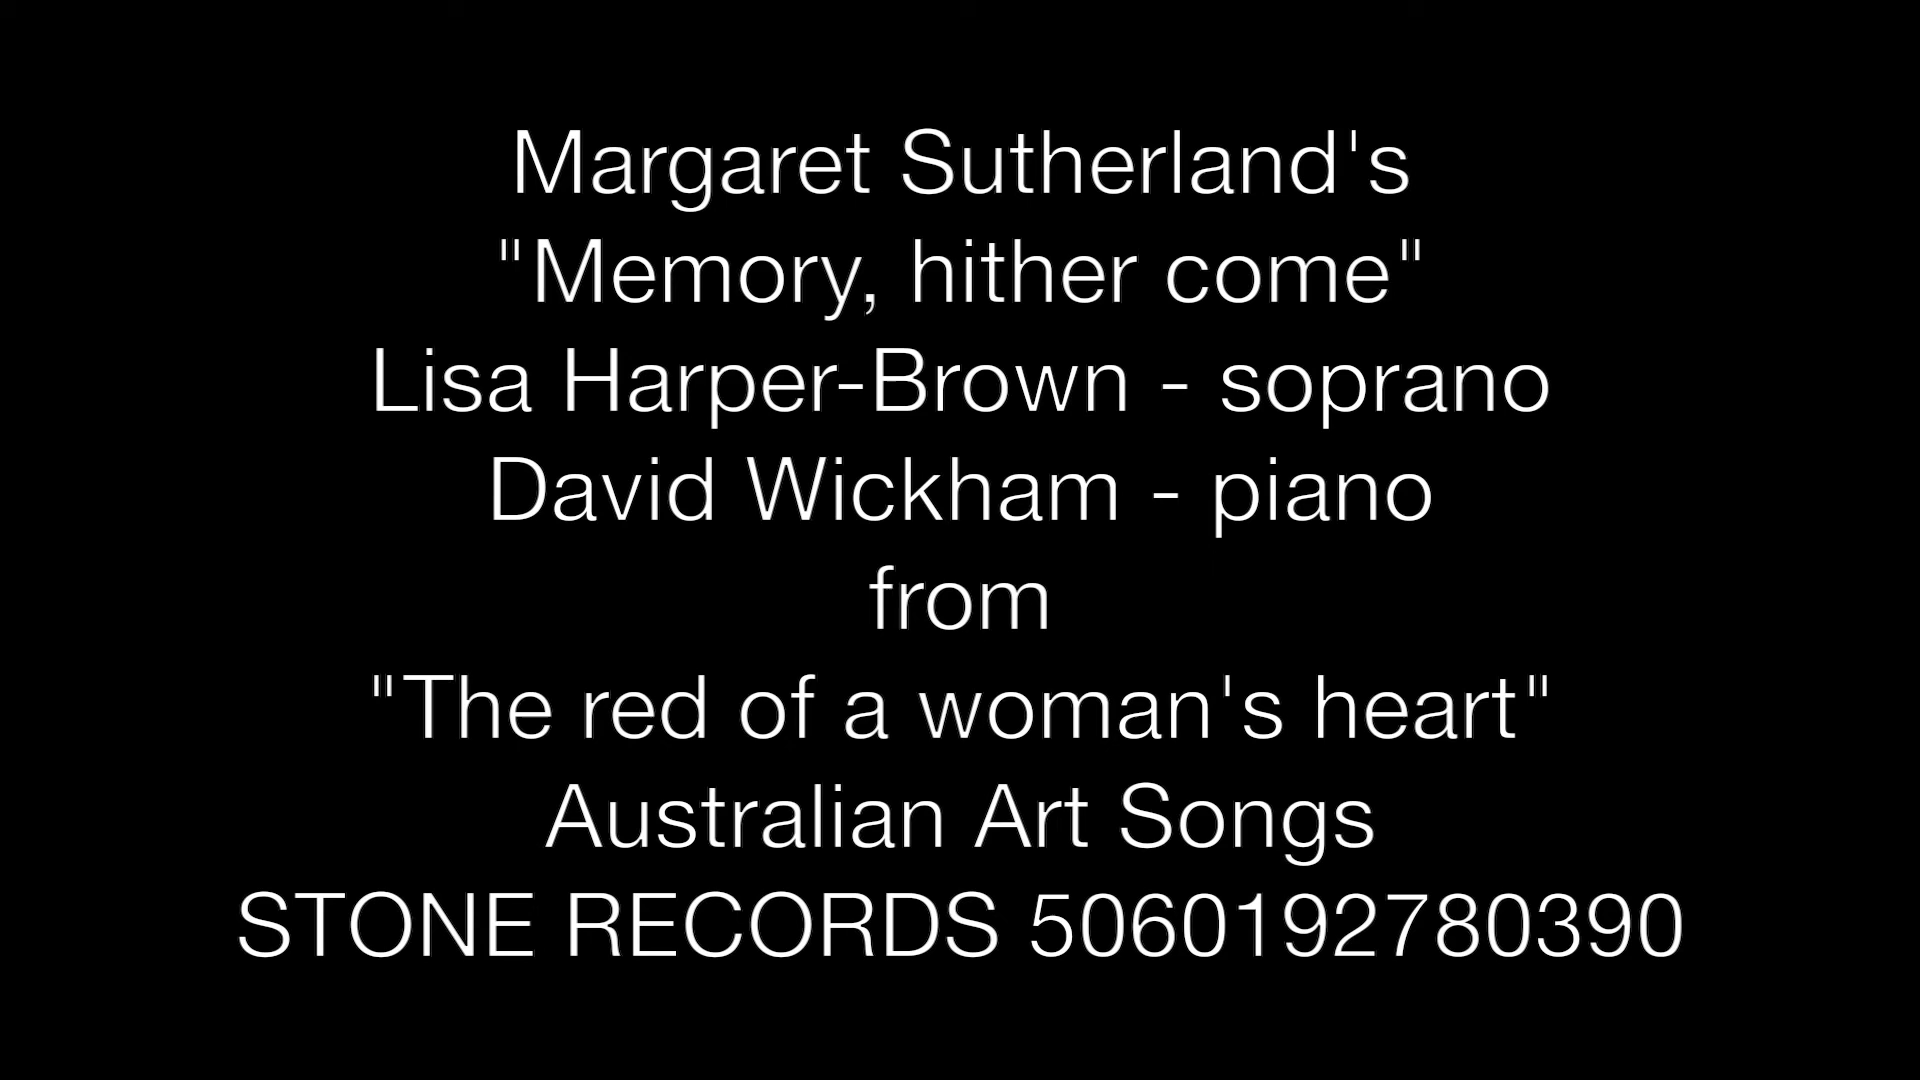 Margaret Sutherland's
"Memory, hither come"
Lisa Harper-Brown - soprano
David Wickham - piano
from
"The red of a woman's heart"
Australian Art Songs
STONE RECORDS 5060192780390